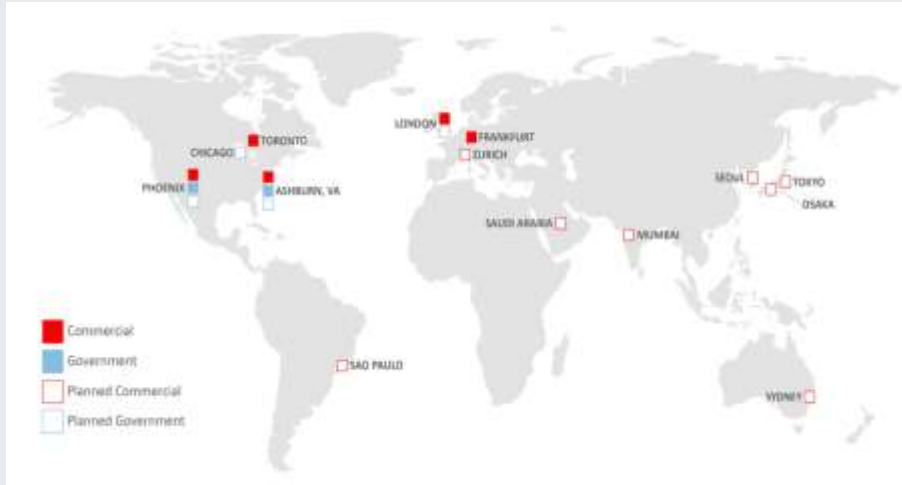 LONDON
TORONTO
FRANKFURT
CHICAGO
ZURICH
PHOENIX
ASHBURN, VA
SEOUL
TOKYO
OSAKA
SAUDI ARABIA
MUMBAI
Commercial
Government
SAO PAULO
Planned Commercial
SYDNEY
Planned Government